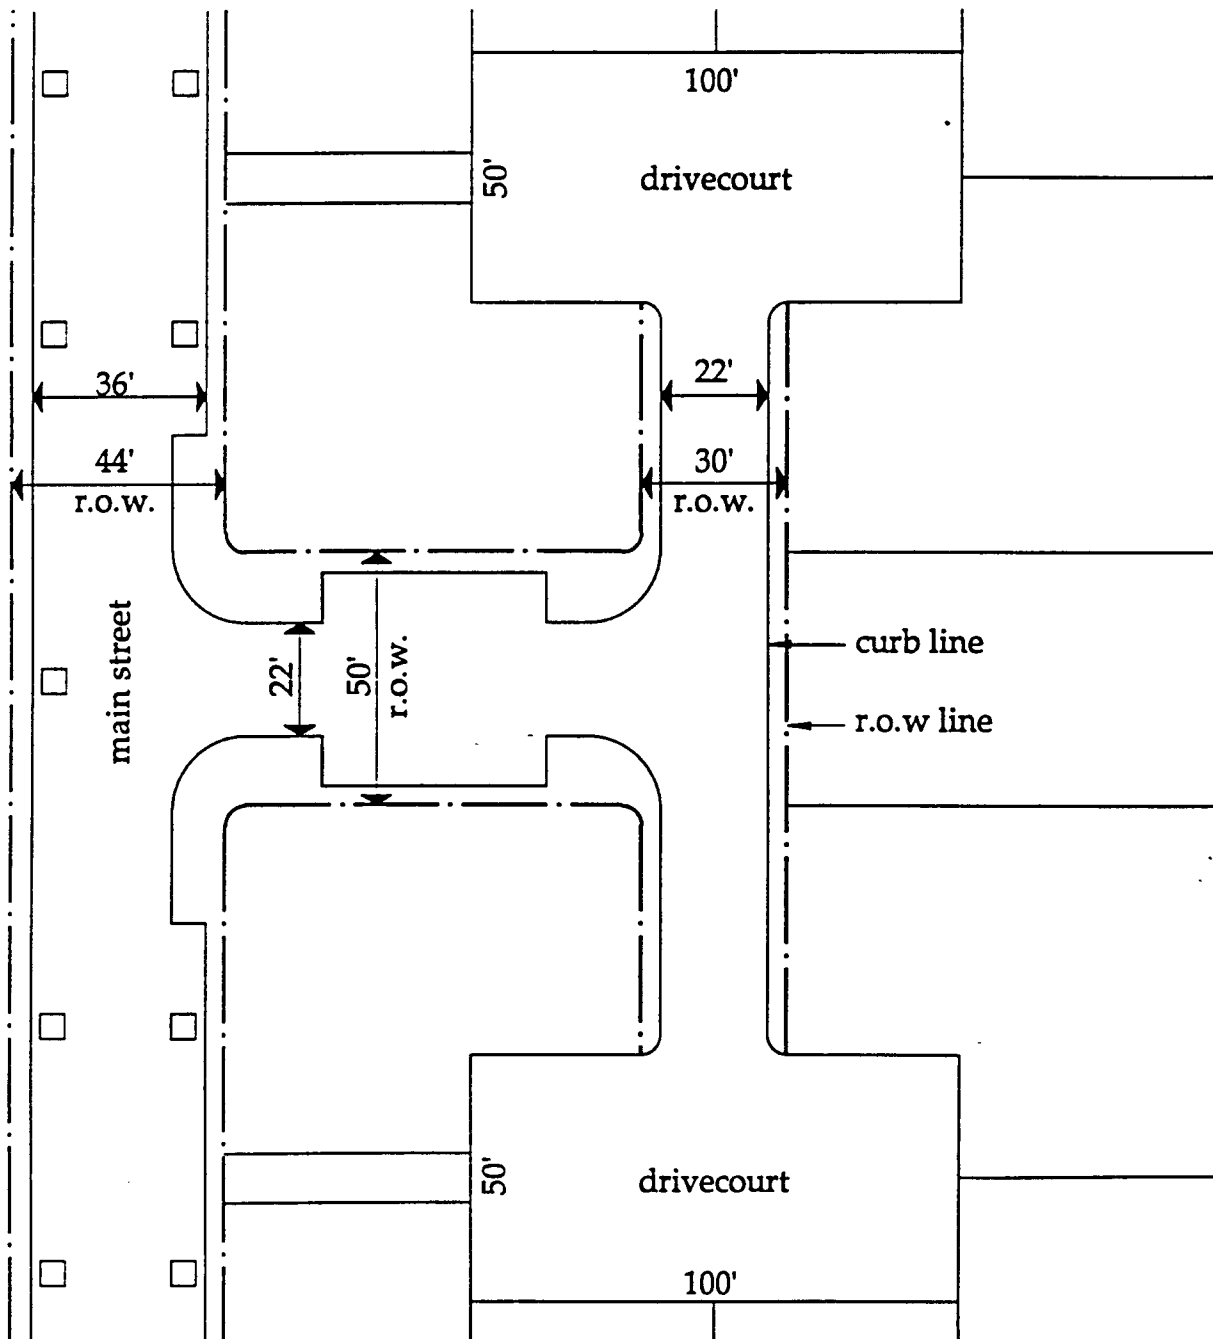 100'
50'
drivecourt
36'
22'
44'
r.o.w.
30'
r.o.w.
main street
22'
50'
r.o.w.
curb line
r.o.w line
50'
drivecourt
100'